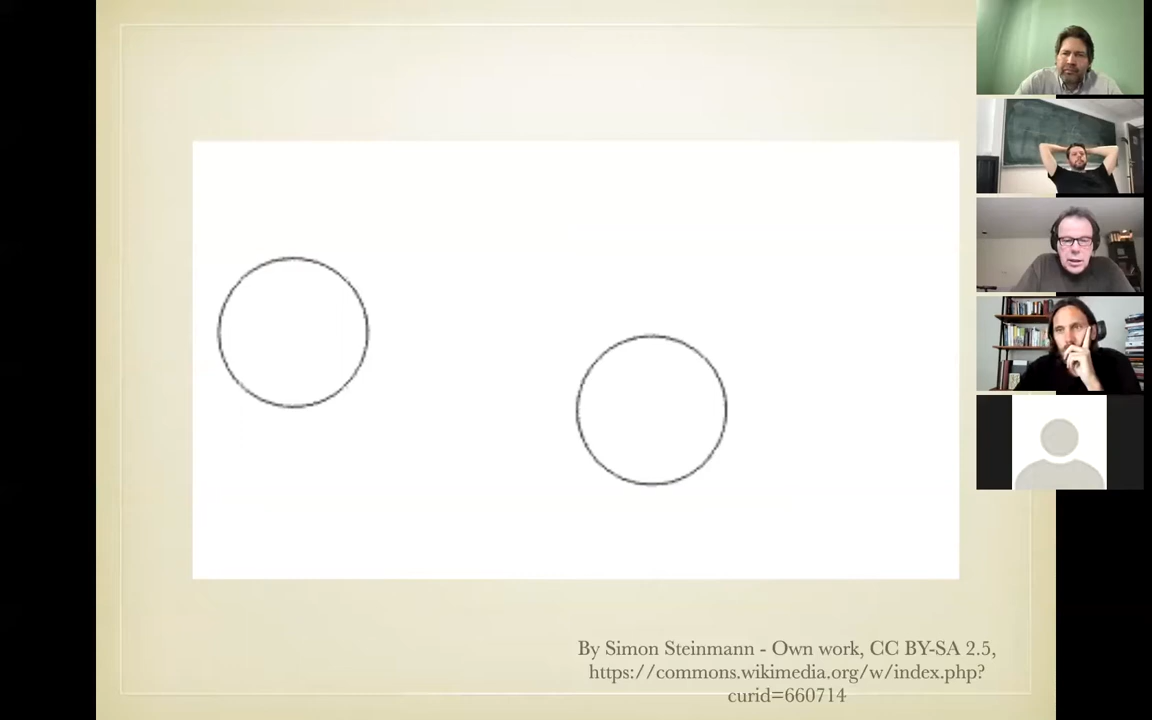 By Simon Steinmann - Own work, CC BY-SA 2.5,
https://commons.wikimedia.org/w/index.php?
curid=660714